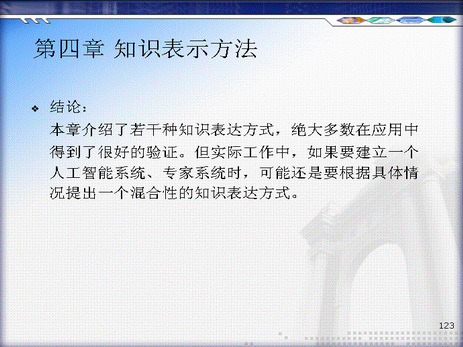 第四章 知识表示方法
结论：
本章介绍了若干种知识表达方式，绝大多数在应用中
得到了很好的验证。但实际工作中，如果要建立一个
人工智能系统、专家系统时，可能还是要根据具体情
况提出一个混合性的知识表达方式。
123